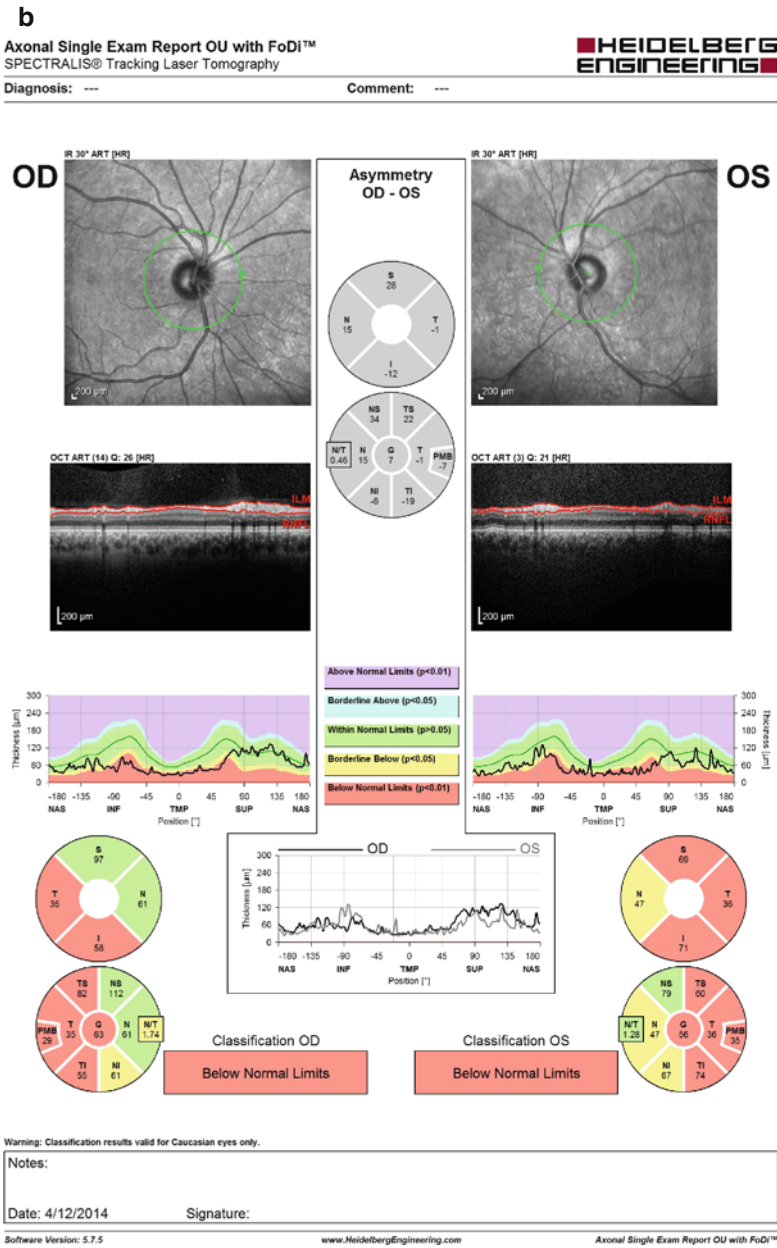 b
Axonal Single Exam Report OU with FoDi™
SPECTRALIS® Tracking Laser Tomography
HEIDELBERG
ENGINEERING
Diagnosis: ---
Comment: ---
OD
IR 30° ART [HR]
200 µm
Asymmetry
OD - OS
IR 30° ART [HR]
OS
200 µm
S
28
N
15
T
-1
I
-12
NS
34
TS
22
N/T
0.46
N
15
G
7
T
-1
PMB
-7
NI
-6
TI
-19
OCT ART (14) Q: 26 [HR]
ILM
RNFL
200 µm
OCT ART (3) Q: 21 [HR]
ILM
RNFL
200 µm
Above Normal Limits (p<0.01)
Borderline Above (p<0.05)
Within Normal Limits (p>0.05)
Borderline Below (p<0.05)
Below Normal Limits (p<0.01)
Thickness [µm]
300
240
180
120
60
0
-180 -135 -90 -45 0 45 90 135 180
NAS INF TMP SUP NAS
Position [°]
300
240
180
120
60
0
Thickness [µm]
-180 -135 -90 -45 0 45 90 135 180
NAS INF TMP SUP NAS
Position [°]
S
97
T
35
N
61
I
58
TS
82
NS
112
PMB
29
T
35
G
63
N
61
N/T
1.74
TI
55
NI
61
OD
OS
Thickness [µm]
300
240
180
120
60
0
-180 -135 -90 -45 0 45 90 135 180
NAS INF TMP SUP NAS
Position [°]
S
69
N
47
T
36
I
71
NS
79
TS
60
N/T
1.28
N
47
G
56
T
36
PMB
35
NI
67
TI
74
Classification OD
Below Normal Limits
Classification OS
Below Normal Limits
Warning: Classification results valid for Caucasian eyes only.
Notes:
Date: 4/12/2014
Signature:
Software Version: 5.7.5
www.HeidelbergEngineering.com
Axonal Single Exam Report OU with FoDi™